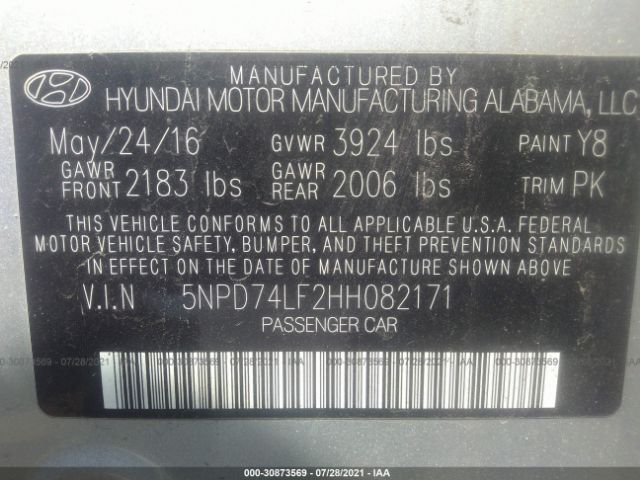 MANUFACTURED BY
HYUNDAI MOTOR MANUFACTURING ALABAMA, LLC
May/24/16 GVWR 3924 lbs PAINT Y8
GAWR FRONT 2183 lbs GAWR REAR 2006 lbs TRIM PK
THIS VEHICLE CONFORMS TO ALL APPLICABLE U.S.A. FEDERAL
MOTOR VEHICLE SAFETY, BUMPER, AND THEFT PREVENTION STANDARDS
IN EFFECT ON THE DATE OF MANUFACTURE SHOWN ABOVE
V.I.N 5NPD74LF2HH082171
PASSENGER CAR
000-30873569 - 07/28/2021 - IAA